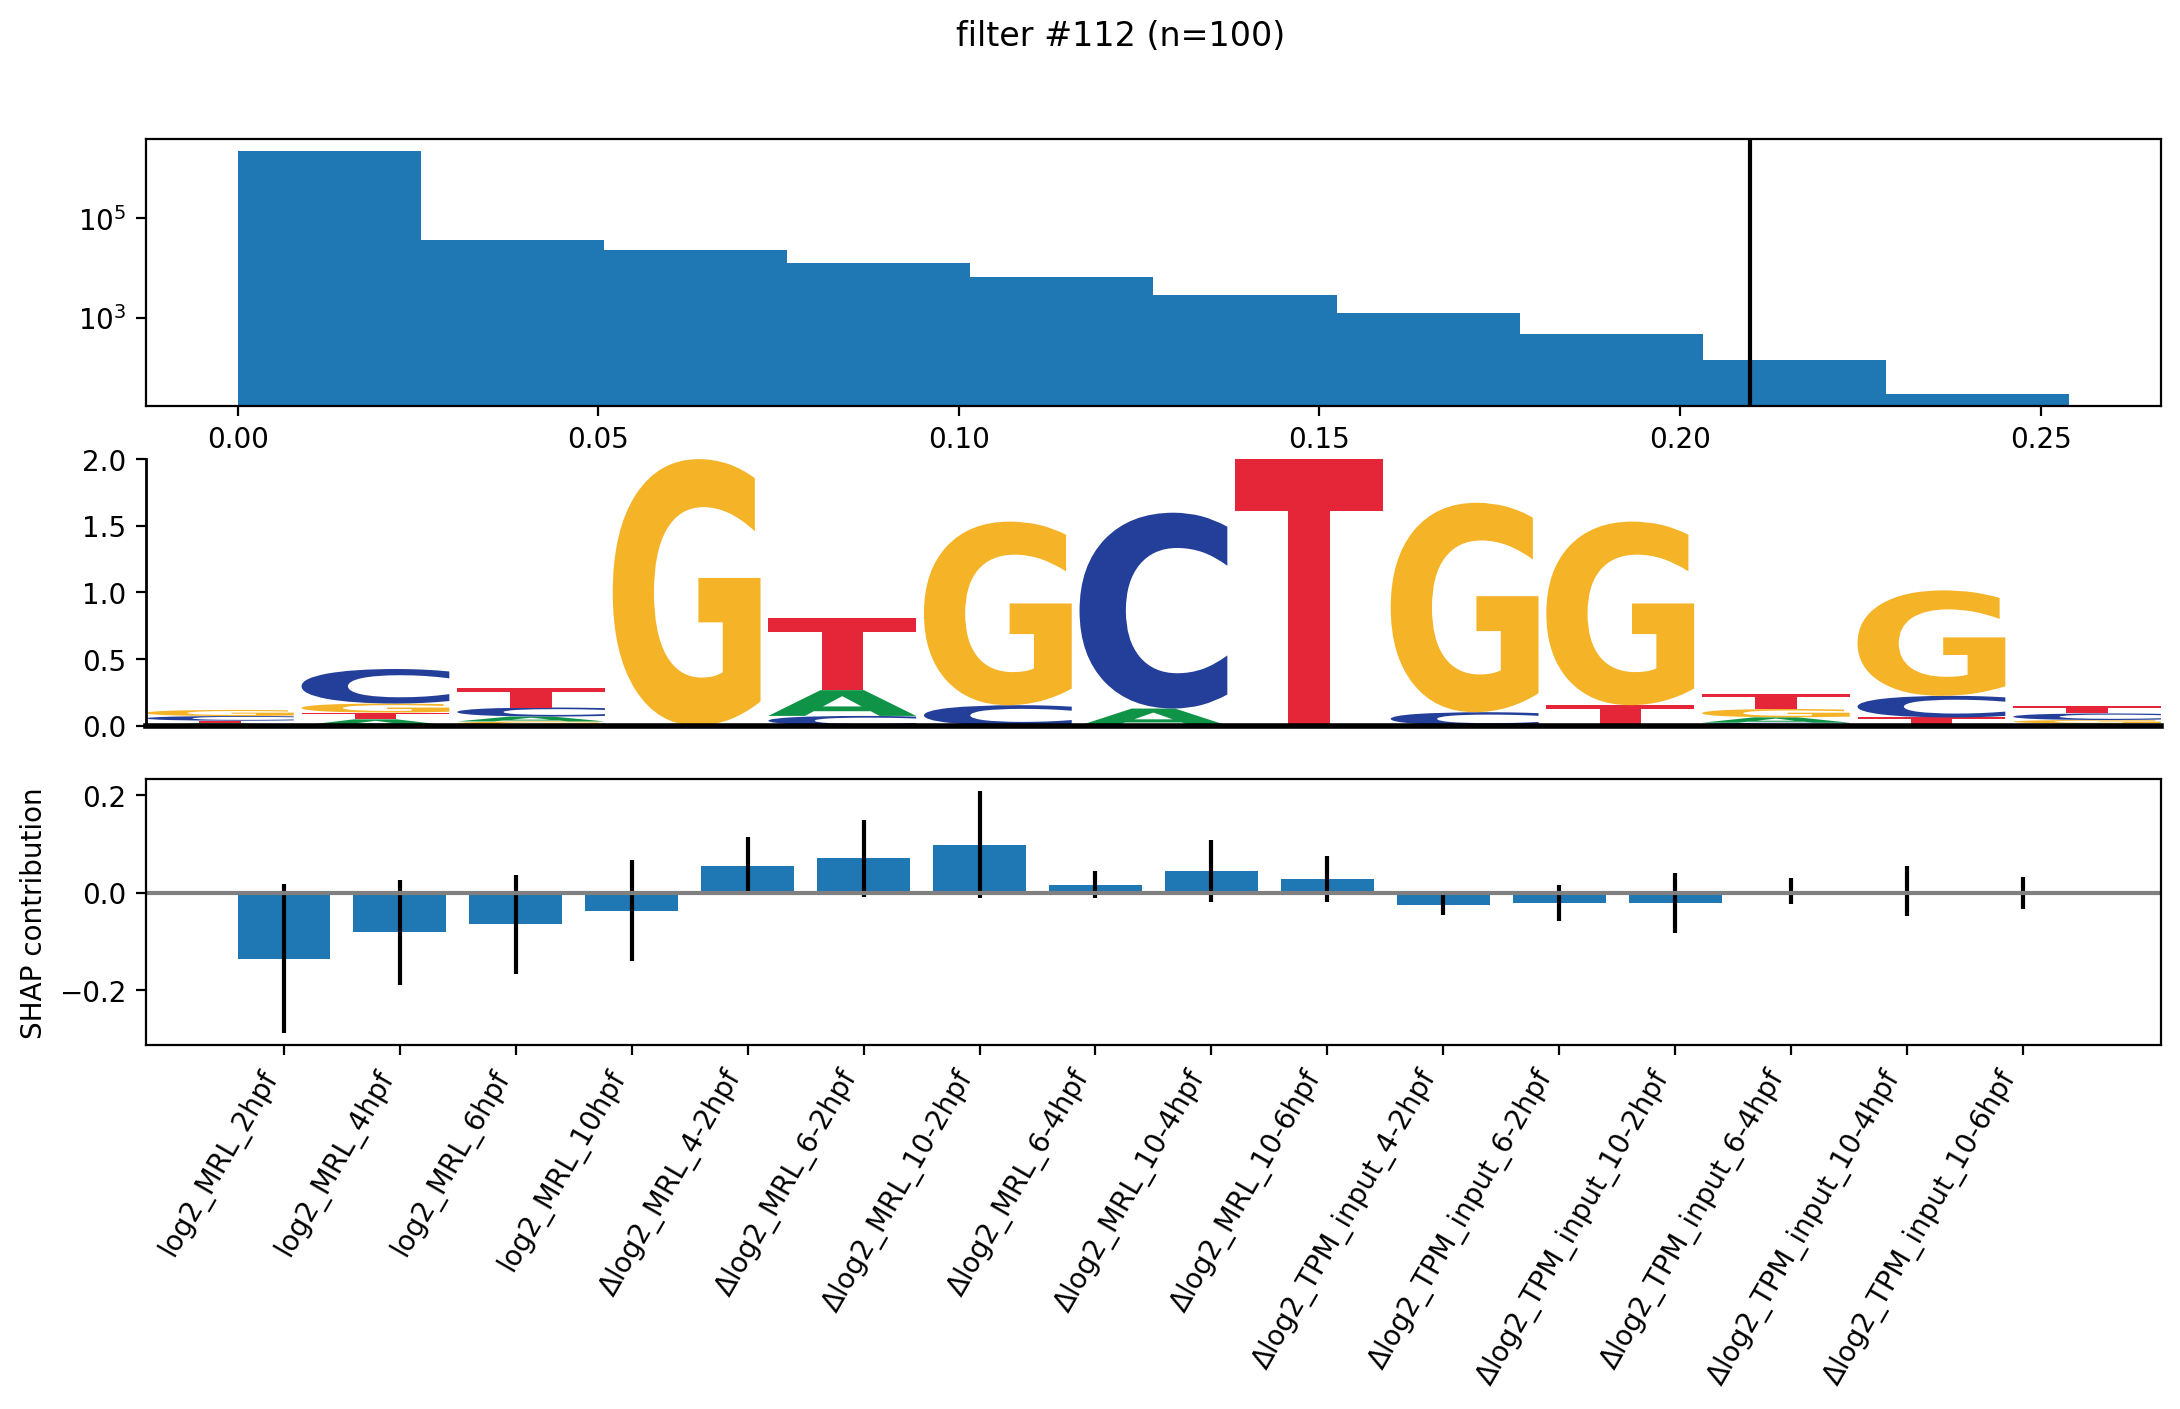 filter #112 (n=100)
10^5
10^3
0.00 0.05 0.10 0.15 0.20 0.25
2.0
1.5
1.0
0.5
0.0
G T G C T G G G
SHAP contribution
0.2
0.0
−0.2
log2_MRL_2hpf
log2_MRL_4hpf
log2_MRL_6hpf
log2_MRL_10hpf
Δlog2_MRL_4-2hpf
Δlog2_MRL_6-2hpf
Δlog2_MRL_10-2hpf
Δlog2_MRL_6-4hpf
Δlog2_MRL_10-4hpf
Δlog2_MRL_10-6hpf
Δlog2_TPM_input_4-2hpf
Δlog2_TPM_input_6-2hpf
Δlog2_TPM_input_10-2hpf
Δlog2_TPM_input_6-4hpf
Δlog2_TPM_input_10-4hpf
Δlog2_TPM_input_10-6hpf